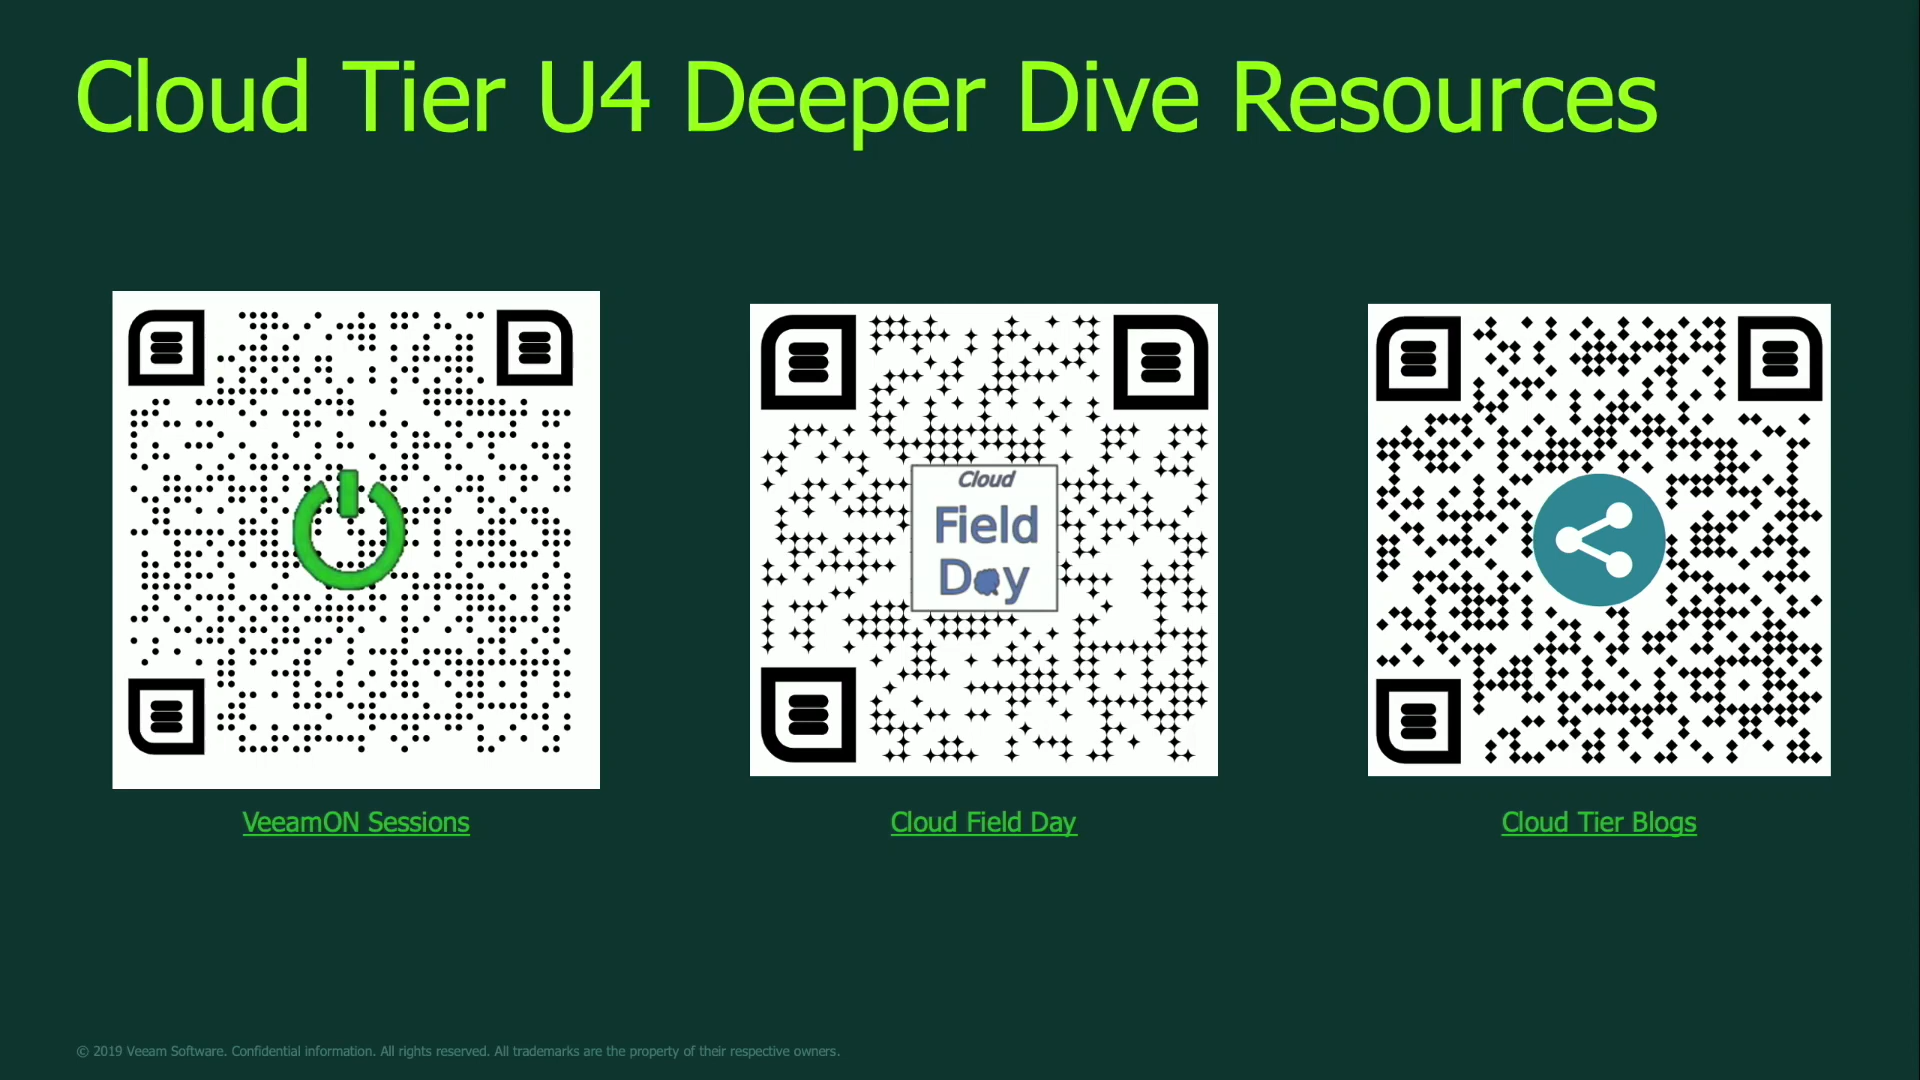 Cloud Tier U4 Deeper Dive Resources
Cloud
Field
Day
VeeamON Sessions
Cloud Field Day
Cloud Tier Blogs
© 2019 Veeam Software. Confidential information. All rights reserved. All trademarks are the property of their respective owners.